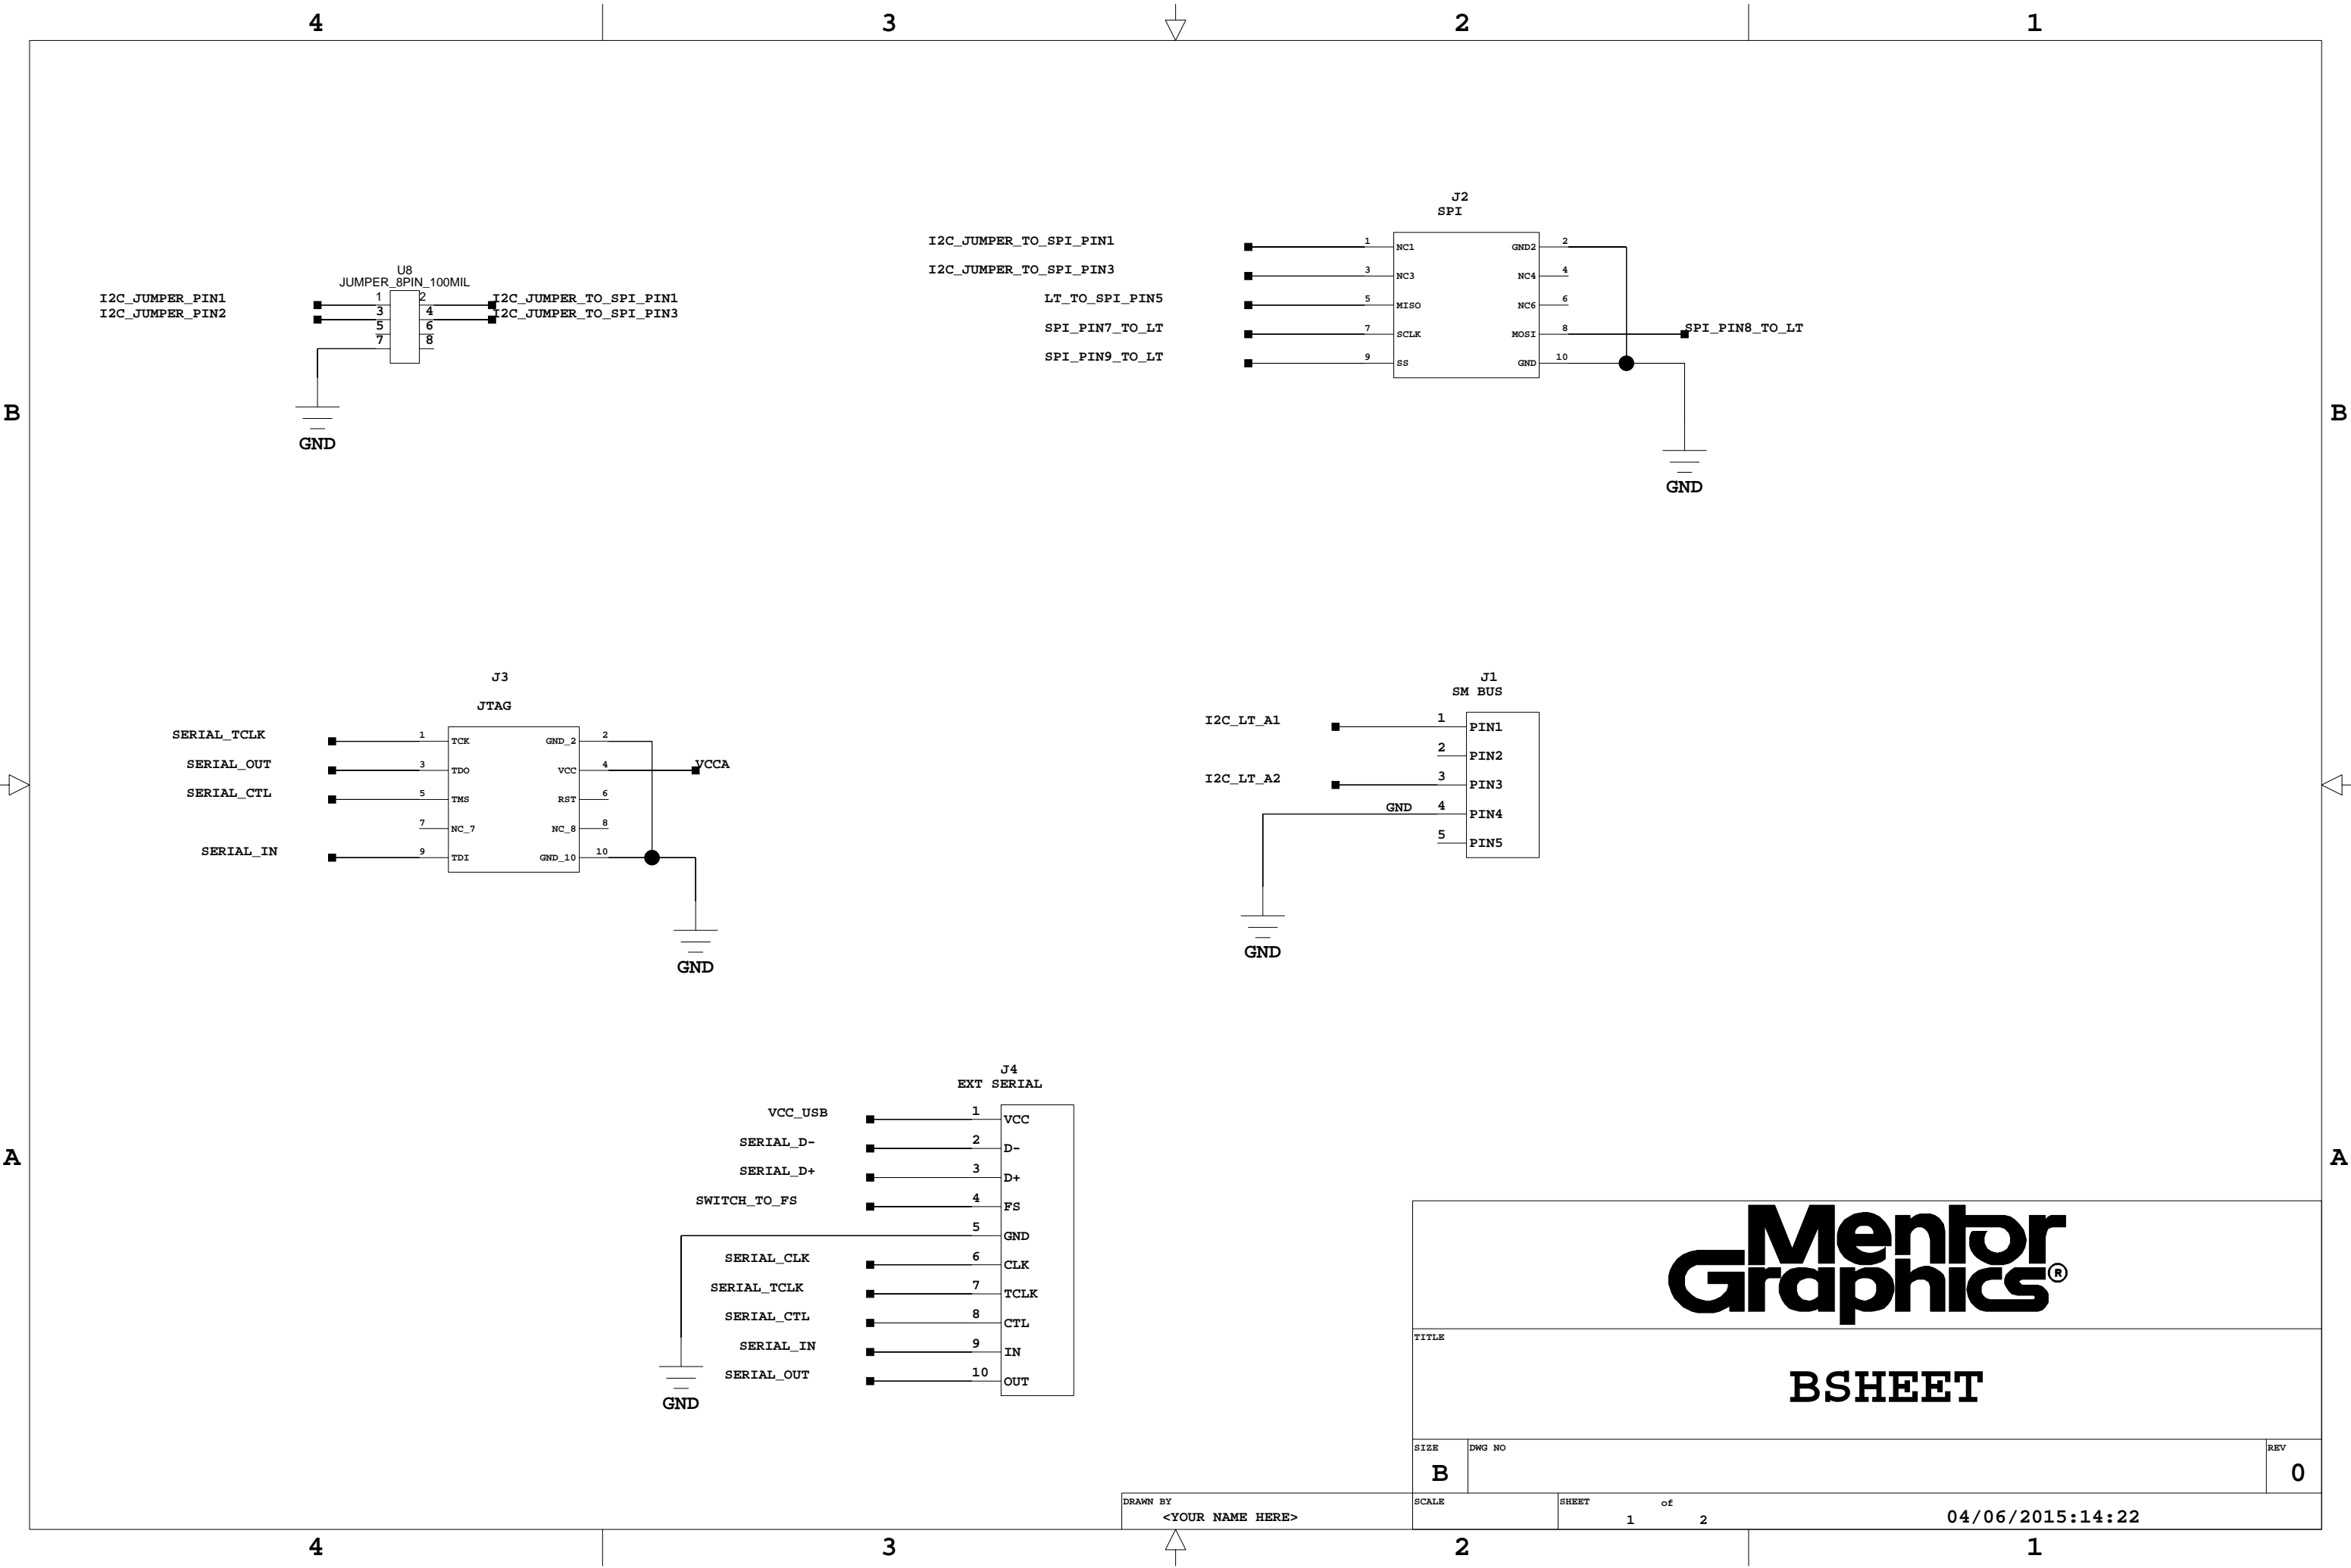 4 3 2 1
J2
SPI
I2C_JUMPER_TO_SPI_PIN1 1 NC1 GND2 2
I2C_JUMPER_TO_SPI_PIN3 3 NC3 NC4 4
LT_TO_SPI_PIN5 5 MISO NC6 6
SPI_PIN7_TO_LT 7 SCLK MOSI 8 SPI_PIN8_TO_LT
SPI_PIN9_TO_LT 9 SS GND 10
GND
U8
JUMPER_8PIN_100MIL
I2C_JUMPER_PIN1 1 2 I2C_JUMPER_TO_SPI_PIN1
I2C_JUMPER_PIN2 3 4 I2C_JUMPER_TO_SPI_PIN3
5 6
7 8
GND
B B
J3
JTAG
SERIAL_TCLK 1 TCK GND_2 2
SERIAL_OUT 3 TDO VCC 4 VCCA
SERIAL_CTL 5 TMS RST 6
7 NC_7 NC_8 8
SERIAL_IN 9 TDI GND_10 10
GND
J1
SM BUS
I2C_LT_A1 1 PIN1
2 PIN2
I2C_LT_A2 3 PIN3
GND 4 PIN4
5 PIN5
GND
J4
EXT SERIAL
VCC_USB 1 VCC
SERIAL_D- 2 D-
SERIAL_D+ 3 D+
SWITCH_TO_FS 4 FS
5 GND
SERIAL_CLK 6 CLK
SERIAL_TCLK 7 TCLK
SERIAL_CTL 8 CTL
SERIAL_IN 9 IN
SERIAL_OUT 10 OUT
GND
A A
Mentor
Graphics®
TITLE
BSHEET
SIZE DWG NO REV
B 0
DRAWN BY SCALE SHEET of
<YOUR NAME HERE> 1 2 04/06/2015:14:22
4 3 2 1